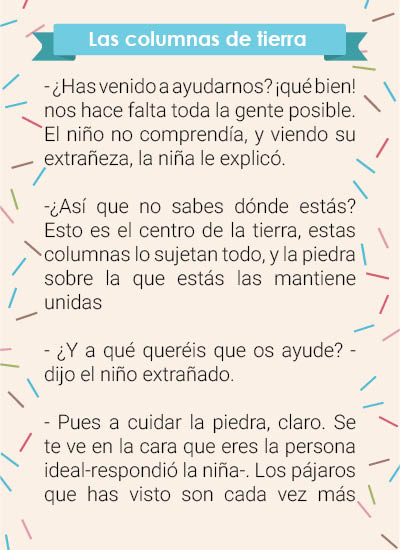 Las columnas de tierra
- ¿Has venido a ayudarnos? ¡qué bien!
nos hace falta toda la gente posible.
El niño no comprendía, y viendo su
extrañeza, la niña le explicó.
-¿Así que no sabes dónde estás?
Esto es el centro de la tierra, estas
columnas lo sujetan todo, y la piedra
sobre la que estás las mantiene
unidas
- ¿Y a qué queréis que os ayude? -
dijo el niño extrañado.
- Pues a cuidar la piedra, claro. Se
te ve en la cara que eres la persona
ideal-respondió la niña-. Los pájaros
que has visto son cada vez más